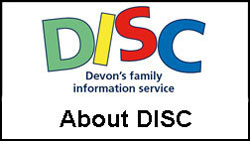 DISC
Devon's family
information service
About DISC